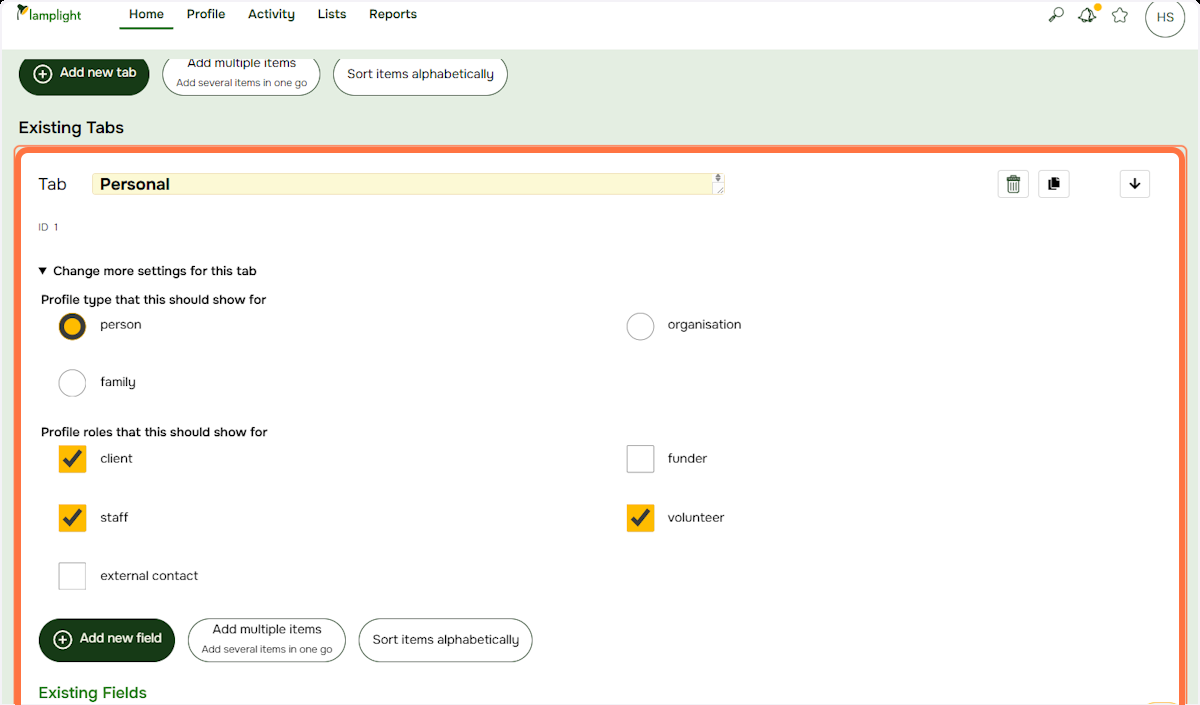 lamplight
Home Profile Activity Lists Reports
HS
Add new tab
Add multiple items
Add several items in one go
Sort items alphabetically
Existing Tabs
Tab Personal
ID 1
Change more settings for this tab
Profile type that this should show for
person
organisation
family
Profile roles that this should show for
client
funder
staff
volunteer
external contact
Add new field
Add multiple items
Add several items in one go
Sort items alphabetically
Existing Fields